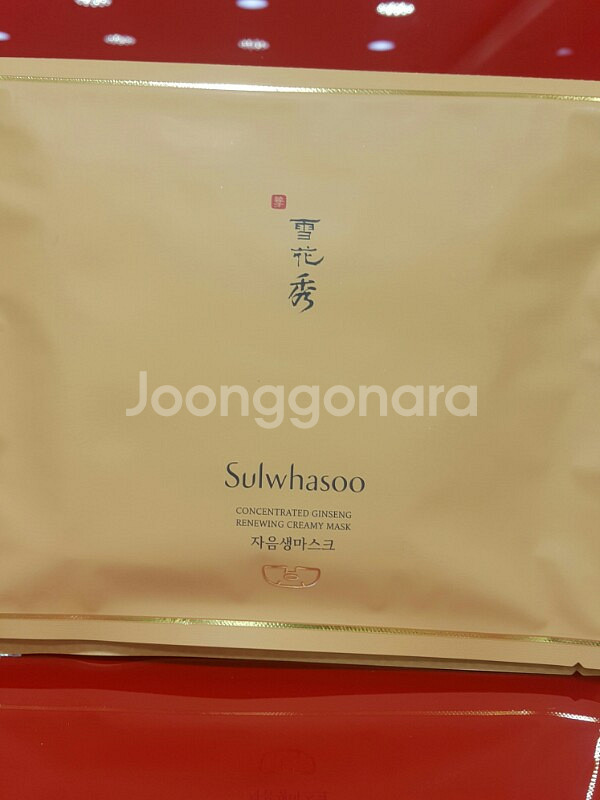 雪
花
秀
Joonggonara
Sulwhasoo
CONCENTRATED GINSENG
RENEWING CREAMY MASK
자음생마스크